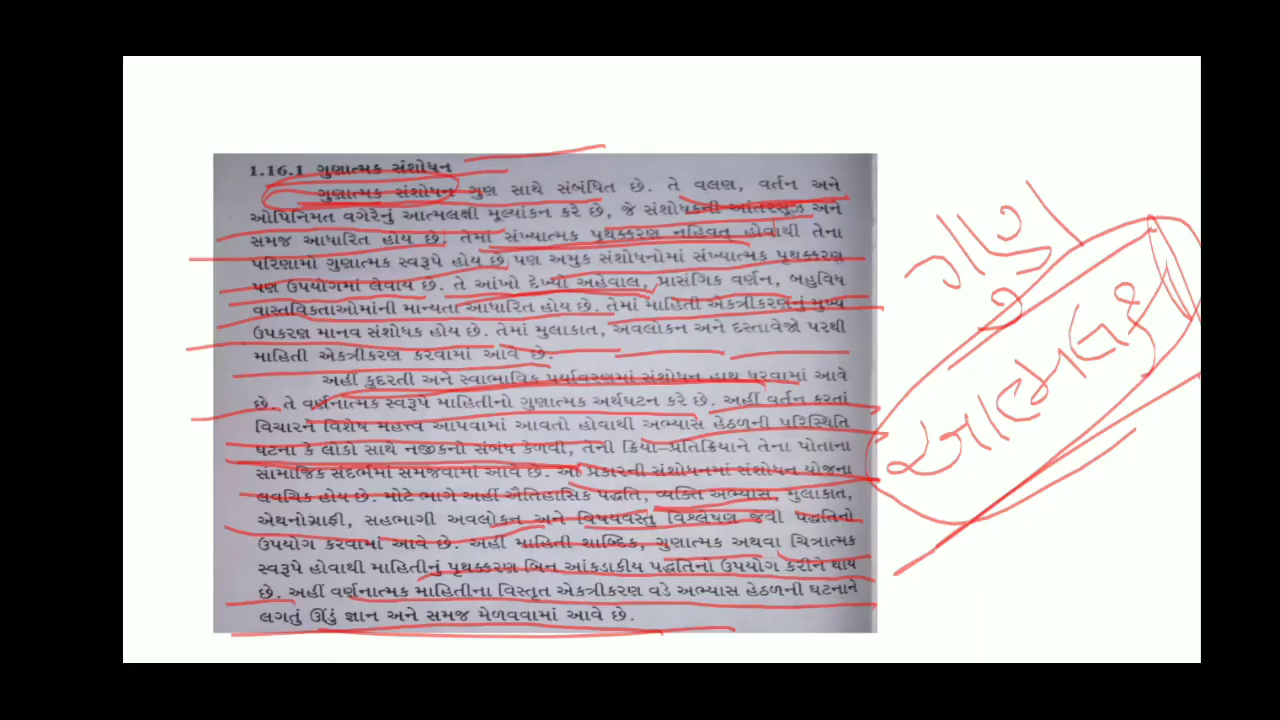 1.16.1 ગુણાત્મક સંશોધન
ગુણાત્મક સંશોધન ગુણ સાથે સંબંધિત છે. તે વલણ, વર્તન અને
ઓપિનિમત વગેરેનું આત્મલક્ષી મૂલ્યાંકન કરે છે, જે સંશોધકની આંતરસૂઝ અને
સમજ આધારિત હોય છે. તેમાં સંખ્યાત્મક પૃથક્કરણ નહિવત્ હોવાથી તેના
પરિણામો ગુણાત્મક સ્વરૂપે હોય છે પણ અમુક સંશોધનોમાં સંખ્યાત્મક પૃથક્કરણ
પણ ઉપયોગમાં લેવાય છે. તે આંખો દેખ્યો અહેવાલ, પ્રાસંગિક વર્ણન, બહુવિધ
વાસ્તવિકતાઓમાંની માન્યતા આધારિત હોય છે. તેમાં માહિતી એકત્રીકરણનું મુખ્ય
ઉપકરણ માનવ સંશોધક હોય છે. તેમાં મુલાકાત, અવલોકન અને દસ્તાવેજો પરથી
માહિતી એકત્રીકરણ કરવામાં આવે છે.
અહીં કુદરતી અને સ્વાભાવિક પર્યાવરણમાં સંશોધન હાથ ધરવામાં આવે
છે. તે વર્ણનાત્મક સ્વરૂપે માહિતીનો ગુણાત્મક અર્થઘટન કરે છે. અહીં વર્તન કરતાં
વિચારને વિશેષ મહત્ત્વ આપવામાં આવતો હોવાથી અભ્યાસ હેઠળની પરિસ્થિતિ
ઘટના કે લોકો સાથે નજીકનો સંબંધ કેળવી, તેની ક્રિયા-પ્રતિક્રિયાને તેના પોતાના
સામાજિક સંદર્ભમાં સમજવામાં આવે છે. આ પ્રકારની સંશોધનમાં સંશોધન યોજના
લવચિક હોય છે. મોટે ભાગે અહીં ઐતિહાસિક પદ્ધતિ, વ્યક્તિ અભ્યાસ, મુલાકાત,
એથનોગ્રાફી, સહભાગી અવલોકન અને વિષયવસ્તુ વિશ્લેષણ જેવી પદ્ધતિનો
ઉપયોગ કરવામાં આવે છે. અહીં માહિતી શાબ્દિક, ગુણાત્મક અથવા ચિત્રાત્મક
સ્વરૂપે હોવાથી માહિતીનું પૃથક્કરણ બિન આંકડાકીય પદ્ધતિનો ઉપયોગ કરીને થાય
છે. અહીં વર્ણનાત્મક માહિતીના વિસ્તૃત એકત્રીકરણ વડે અભ્યાસ હેઠળની ઘટનાને
લગતું ઊંડું જ્ઞાન અને સમજ મેળવવામાં આવે છે.